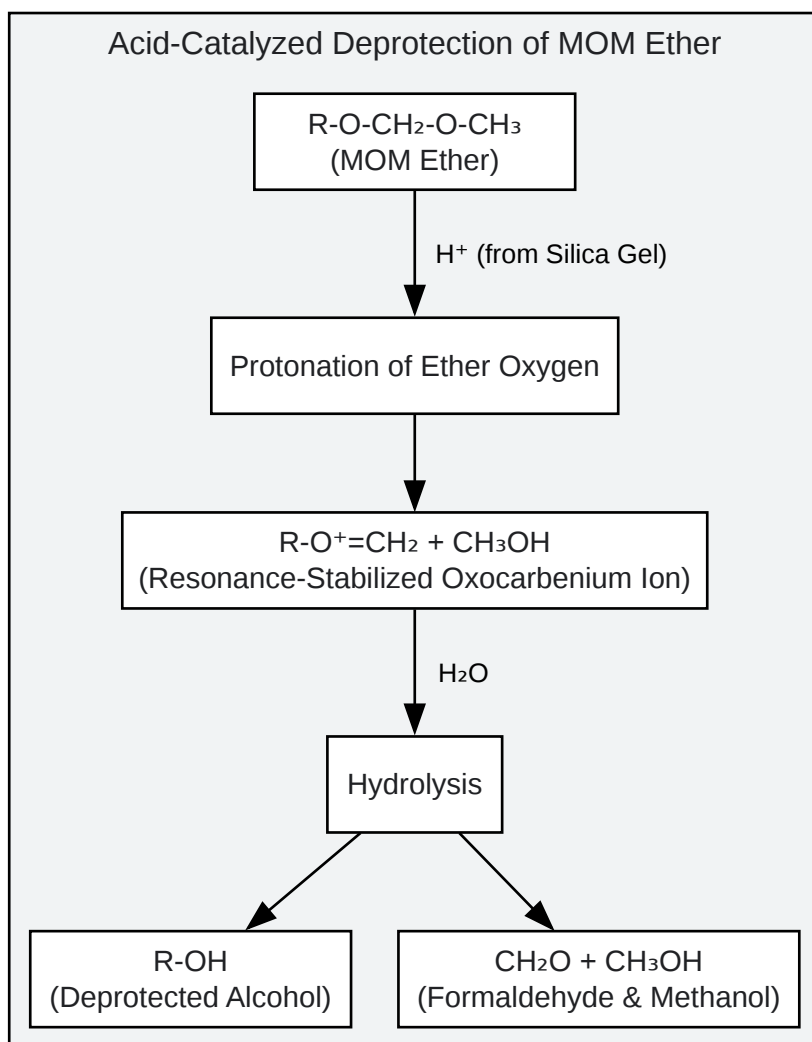 Acid-Catalyzed Deprotection of MOM Ether
R-O-CH₂-O-CH₃
(MOM Ether)
H⁺ (from Silica Gel)
Protonation of Ether Oxygen
R-O⁺=CH₂ + CH₃OH
(Resonance-Stabilized Oxocarbenium Ion)
H₂O
Hydrolysis
R-OH
(Deprotected Alcohol)
CH₂O + CH₃OH
(Formaldehyde & Methanol)